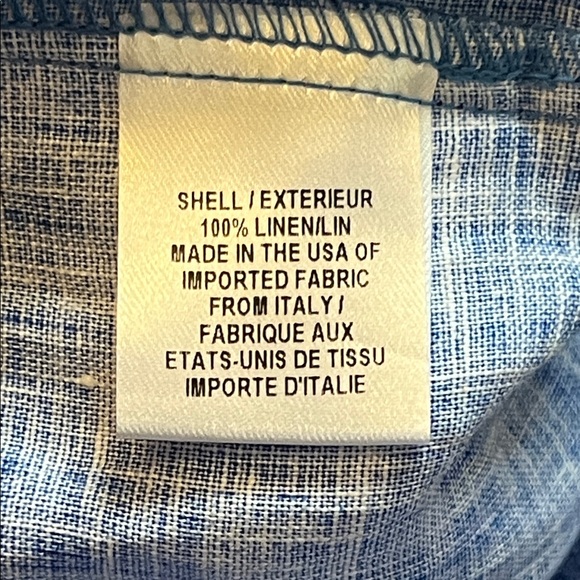 SHELL / EXTERIEUR
100% LINEN/LIN
MADE IN THE USA OF
IMPORTED FABRIC
FROM ITALY /
FABRIQUE AUX
ETATS-UNIS DE TISSU
IMPORTE D'ITALIE